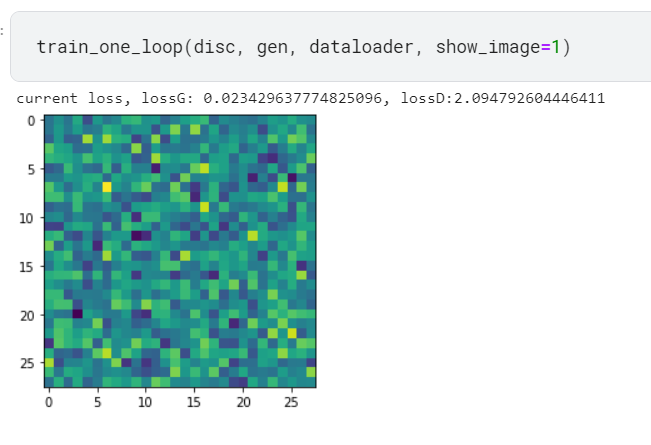 :
train_one_loop(disc, gen, dataloader, show_image=1)
current loss, lossG: 0.023429637774825096, lossD:2.094792604446411
0
5
10
15
20
25
0 5 10 15 20 25